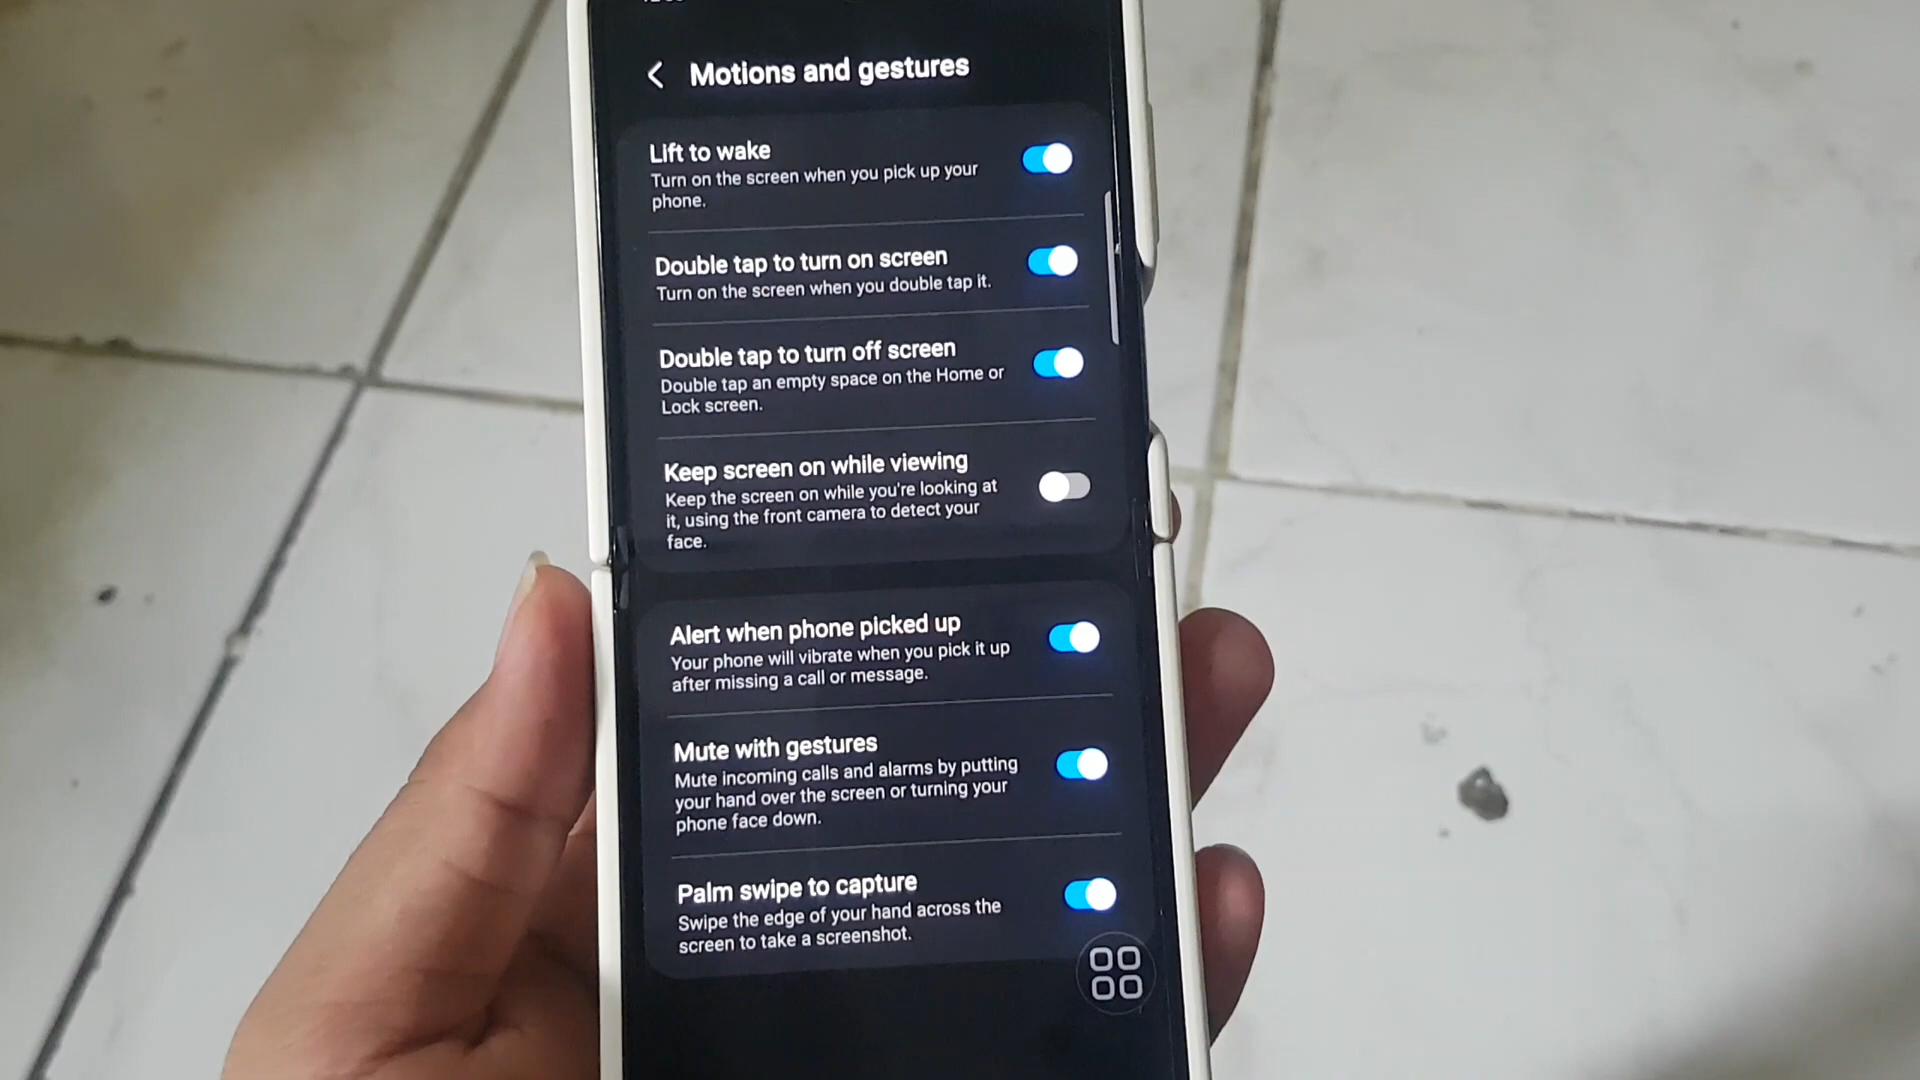 Motions and gestures
Lift to wake
Turn on the screen when you pick up your
phone.
Double tap to turn on screen
Turn on the screen when you double tap it.
Double tap to turn off screen
Double tap an empty space on the Home or
Lock screen.
Keep screen on while viewing
Keep the screen on while you're looking at
it, using the front camera to detect your
face.
Alert when phone picked up
Your phone will vibrate when you pick it up
after missing a call or message.
Mute with gestures
Mute incoming calls and alarms by putting
your hand over the screen or turning your
phone face down.
Palm swipe to capture
Swipe the edge of your hand across the
screen to take a screenshot.